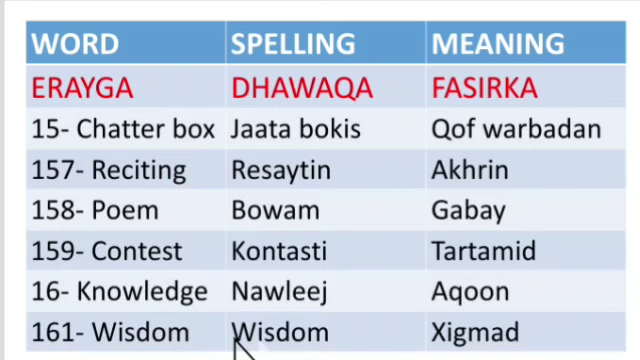 WORD SPELLING MEANING
ERAYGA DHAWAQA FASIRKA
15- Chatter box Jaata bokis Qof warbadan
157- Reciting Resaytin Akhrin
158- Poem Bowam Gabay
159- Contest Kontasti Tartamid
16- Knowledge Nawleej Aqoon
161- Wisdom Wisdom Xigmad